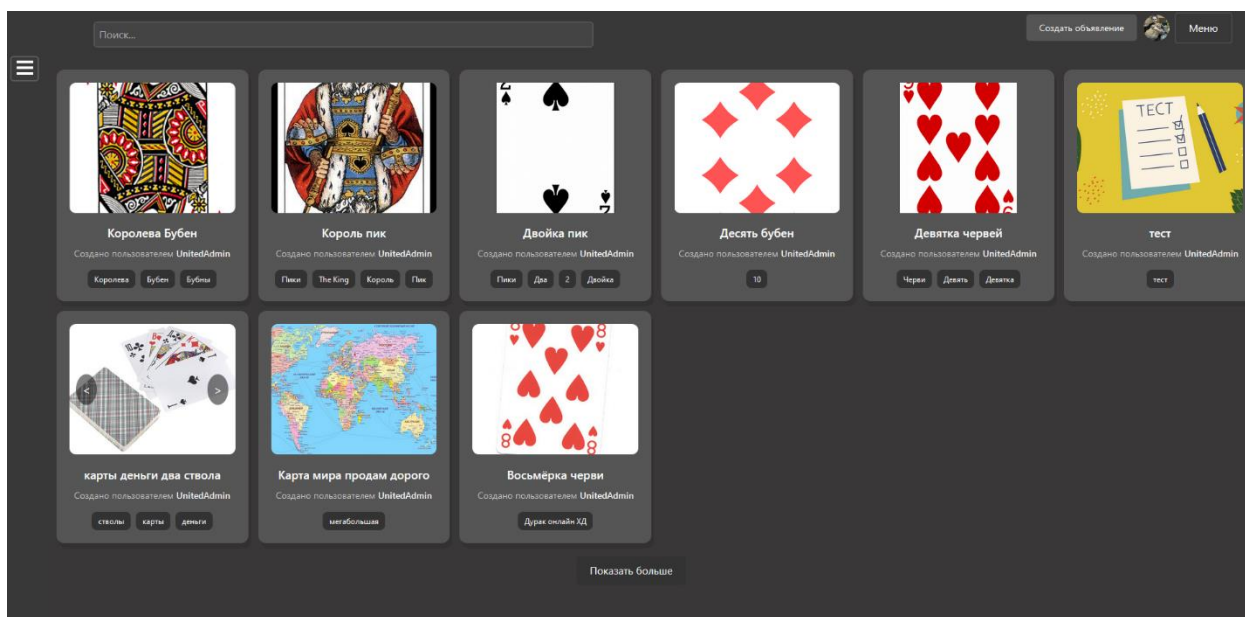 Поиск...
Создать объявление
Меню
ТЕСТ
Королева Бубен
Король пик
Двойка пик
Десять бубен
Девятка червей
тест
Создано пользователем UnitedAdmin
Создано пользователем UnitedAdmin
Создано пользователем UnitedAdmin
Создано пользователем UnitedAdmin
Создано пользователем UnitedAdmin
Создано пользователем UnitedAdmin
Королева Бубен Бубны
Пики The King Король Пик
Пики Два 2 Двойка
10
Черви Девять Девятка
тест
< >
8 8
8 8
карты деньги два ствола
Карта мира продам дорого
Восьмёрка черви
Создано пользователем UnitedAdmin
Создано пользователем UnitedAdmin
Создано пользователем UnitedAdmin
стволы карты деньги
мегабольшая
Дурак онлайн ХД
Показать больше